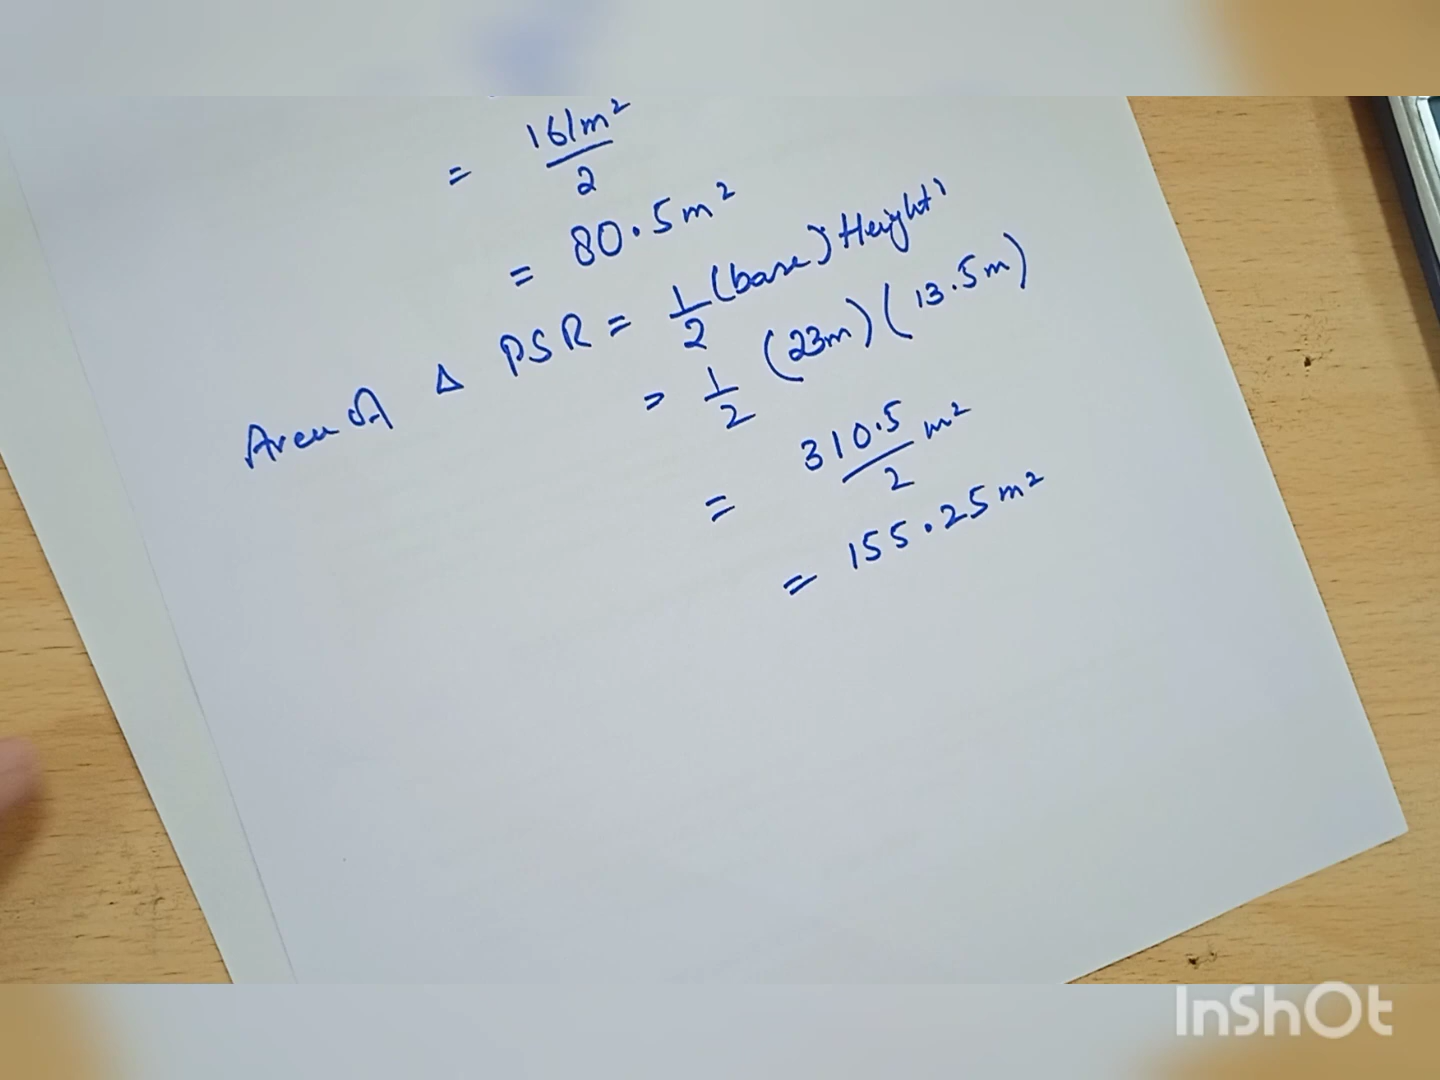 = 161m²/2
= 80.5m²
Area of Δ PSR = 1/2 (base) Height
= 1/2 (23m) (13.5m)
= 310.5/2 m²
= 155.25m²
InShOt